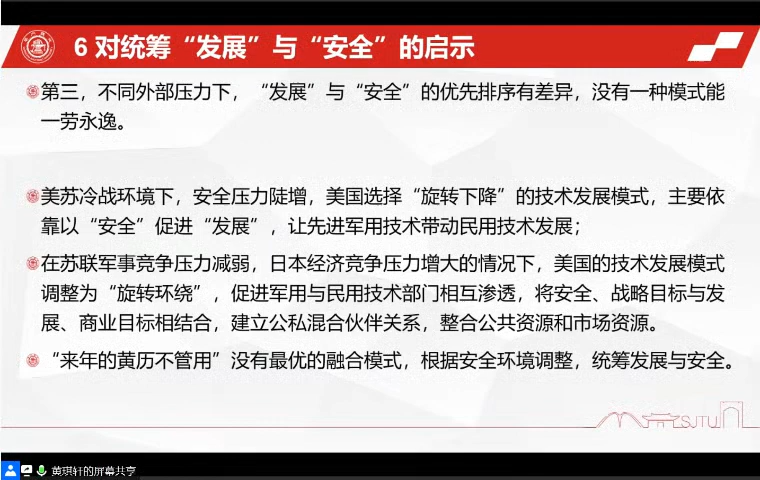 6 对统筹“发展”与“安全”的启示
第三，不同外部压力下，“发展”与“安全”的优先排序有差异，没有一种模式能
一劳永逸。
美苏冷战环境下，安全压力陡增，美国选择“旋转下降”的技术发展模式，主要依
靠以“安全”促进“发展”，让先进军用技术带动民用技术发展；
在苏联军事竞争压力减弱，日本经济竞争压力增大的情况下，美国的技术发展模式
调整为“旋转环绕”，促进军用与民用技术部门相互渗透，将安全、战略目标与发
展、商业目标相结合，建立公私混合伙伴关系，整合公共资源和市场资源。
“来年的黄历不管用”没有最优的融合模式，根据安全环境调整，统筹发展与安全。
SJTU
黄琪轩的屏幕共享